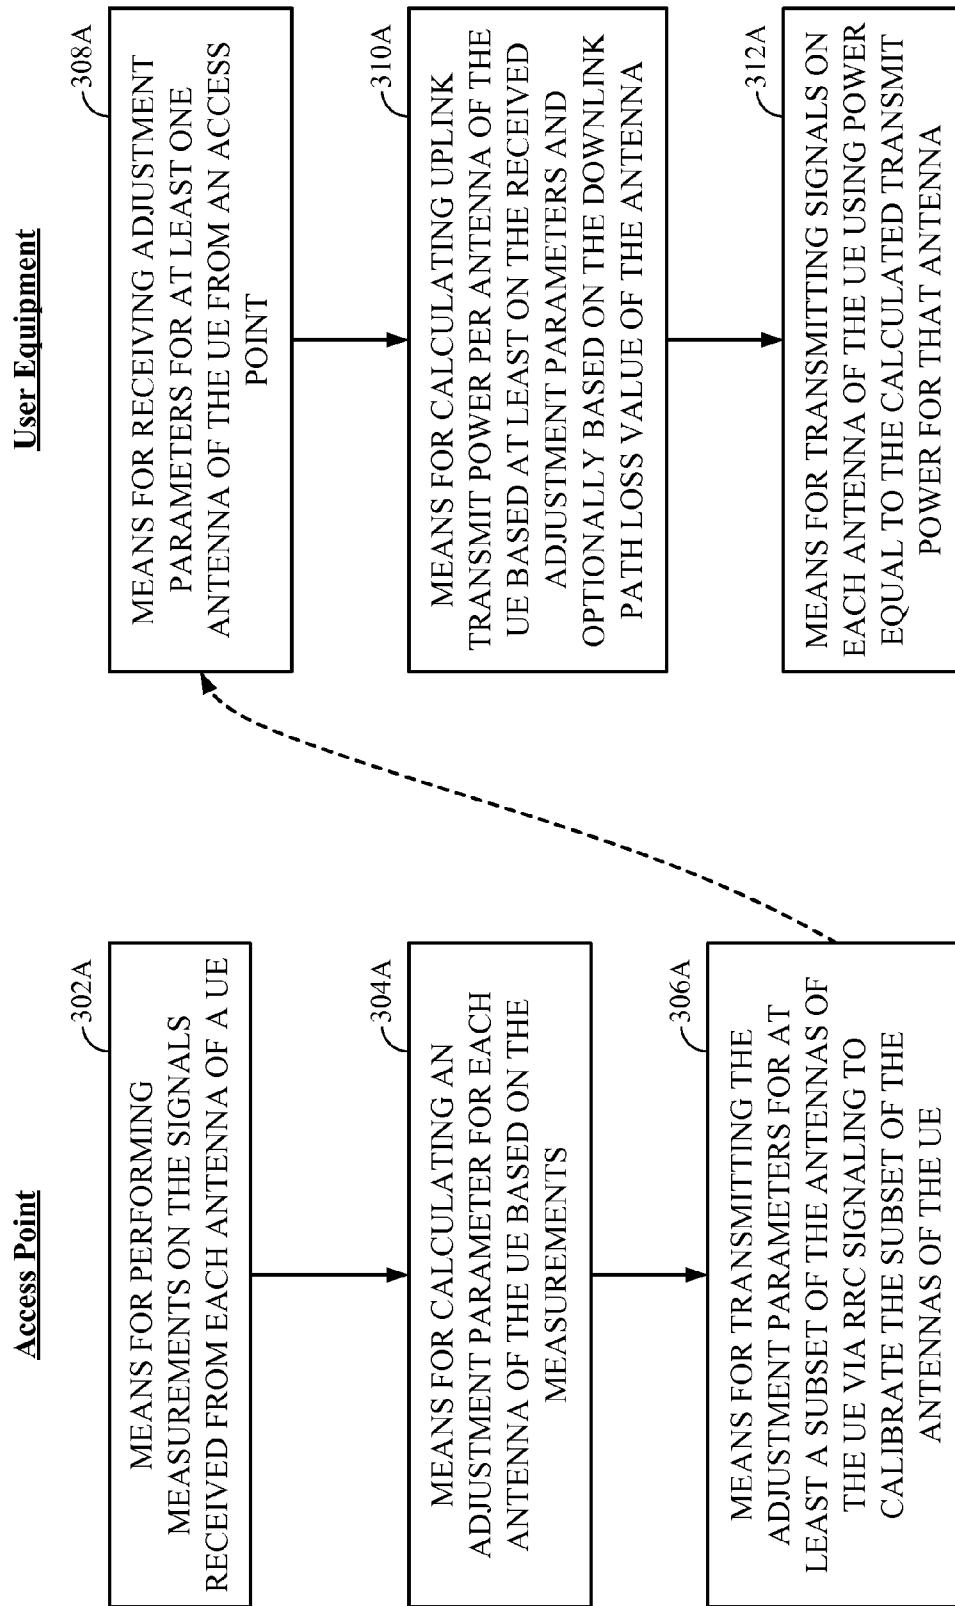 Access Point
302A
MEANS FOR PERFORMING
MEASUREMENTS ON THE SIGNALS
RECEIVED FROM EACH ANTENNA OF A UE
304A
MEANS FOR CALCULATING AN
ADJUSTMENT PARAMETER FOR EACH
ANTENNA OF THE UE BASED ON THE
MEASUREMENTS
306A
MEANS FOR TRANSMITTING THE
ADJUSTMENT PARAMETERS FOR AT
LEAST A SUBSET OF THE ANTENNAS OF
THE UE VIA RRC SIGNALING TO
CALIBRATE THE SUBSET OF THE
ANTENNAS OF THE UE
User Equipment
308A
MEANS FOR RECEIVING ADJUSTMENT
PARAMETERS FOR AT LEAST ONE
ANTENNA OF THE UE FROM AN ACCESS
POINT
310A
MEANS FOR CALCULATING UPLINK
TRANSMIT POWER PER ANTENNA OF THE
UE BASED AT LEAST ON THE RECEIVED
ADJUSTMENT PARAMETERS AND
OPTIONALLY BASED ON THE DOWNLINK
PATH LOSS VALUE OF THE ANTENNA
312A
MEANS FOR TRANSMITTING SIGNALS ON
EACH ANTENNA OF THE UE USING POWER
EQUAL TO THE CALCULATED TRANSMIT
POWER FOR THAT ANTENNA